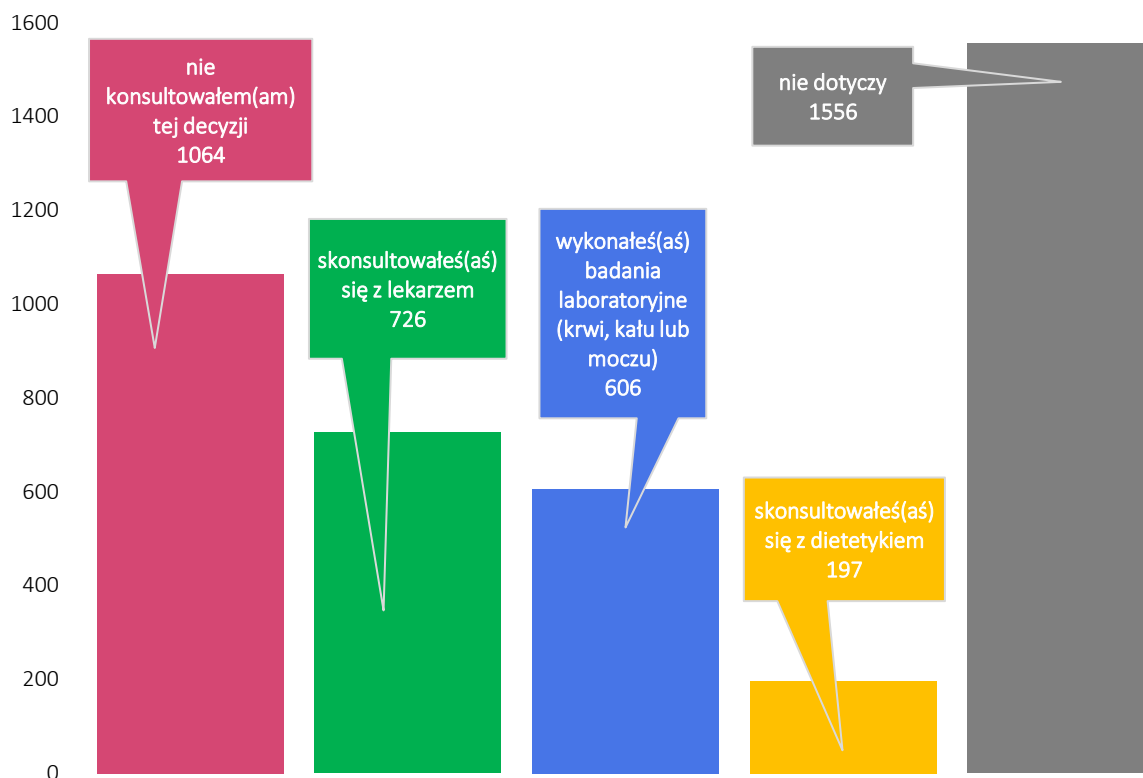 1600
1400
1200
1000
800
600
400
200
0
nie
konsultowałem(am)
tej decyzji
1064
skonsultowałeś(aś)
się z lekarzem
726
wykonałeś(aś)
badania
laboratoryjne
(krwi, kału lub
moczu)
606
skonsultowałeś(aś)
się z dietetykiem
197
nie dotyczy
1556